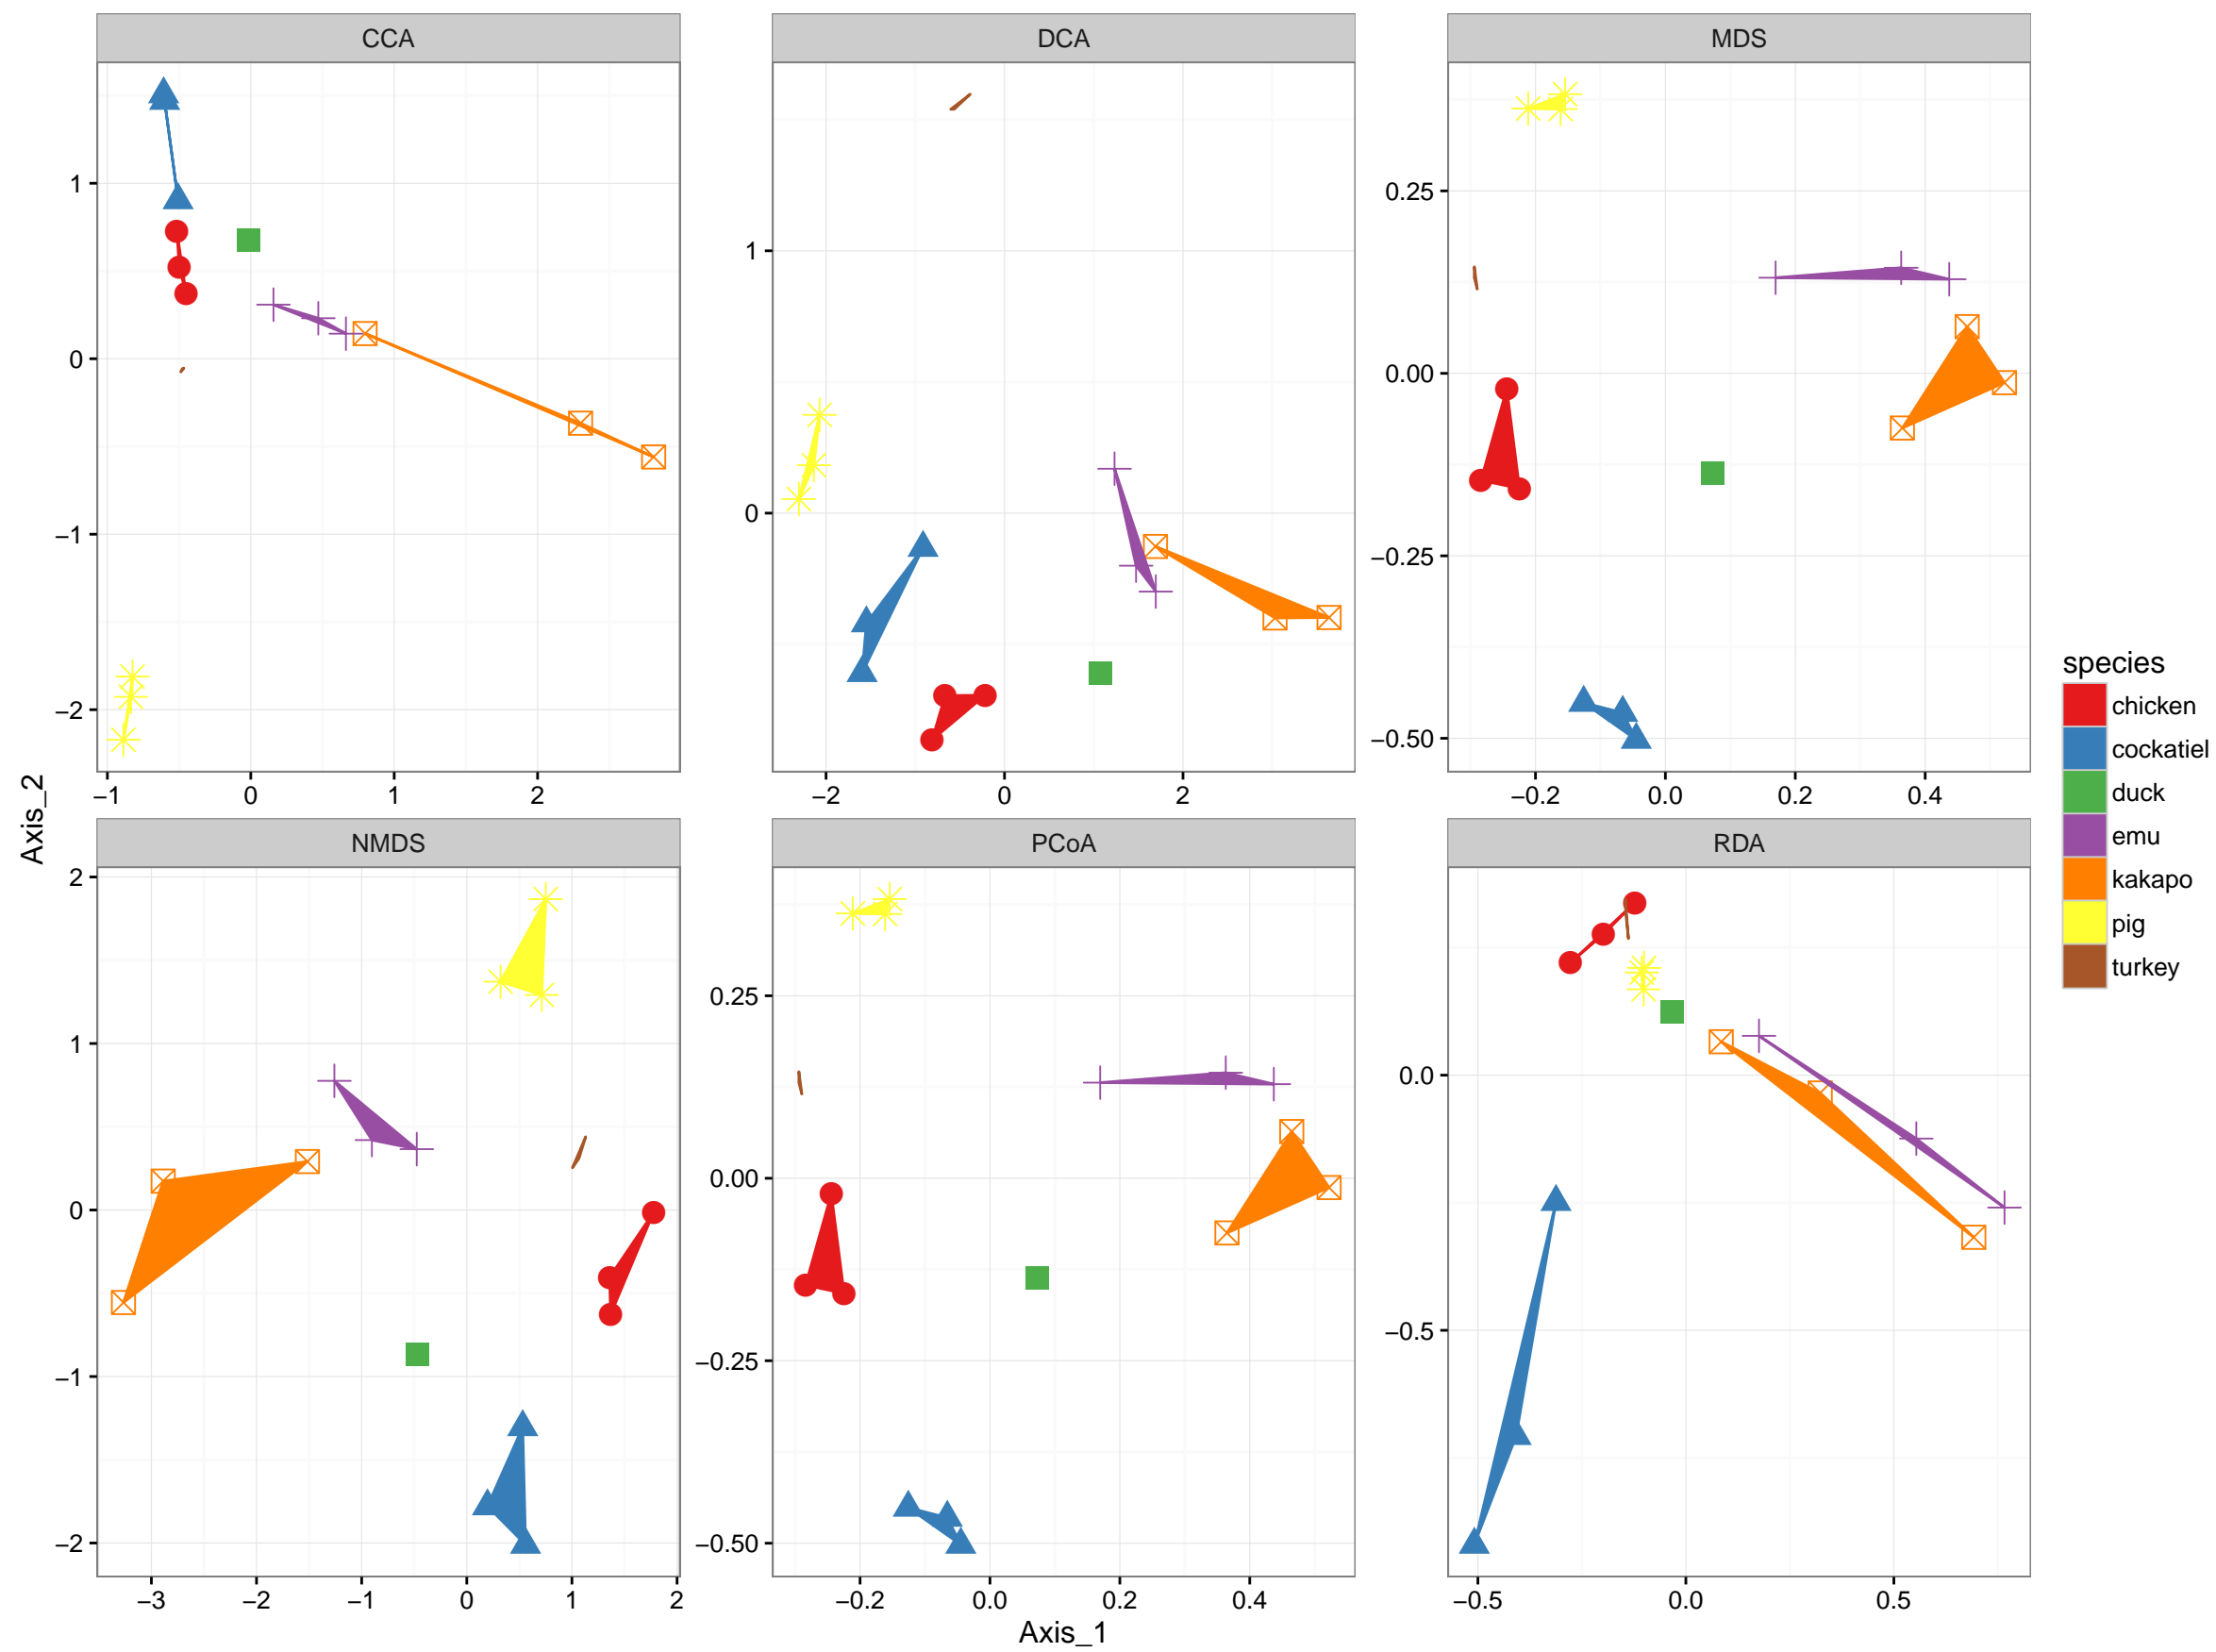 CCA DCA MDS
1
0
−1
−2
−1 0 1 2
1
0
−2 0 2
0.25
0.00
−0.25
−0.50
−0.2 0.0 0.2 0.4
Axis_2
NMDS PCoA RDA
2
1
0
−1
−2
−3 −2 −1 0 1 2
0.25
0.00
−0.25
−0.50
−0.2 0.0 0.2 0.4
0.0
−0.5
−0.5 0.0 0.5
Axis_1
species
chicken
cockatiel
duck
emu
kakapo
pig
turkey